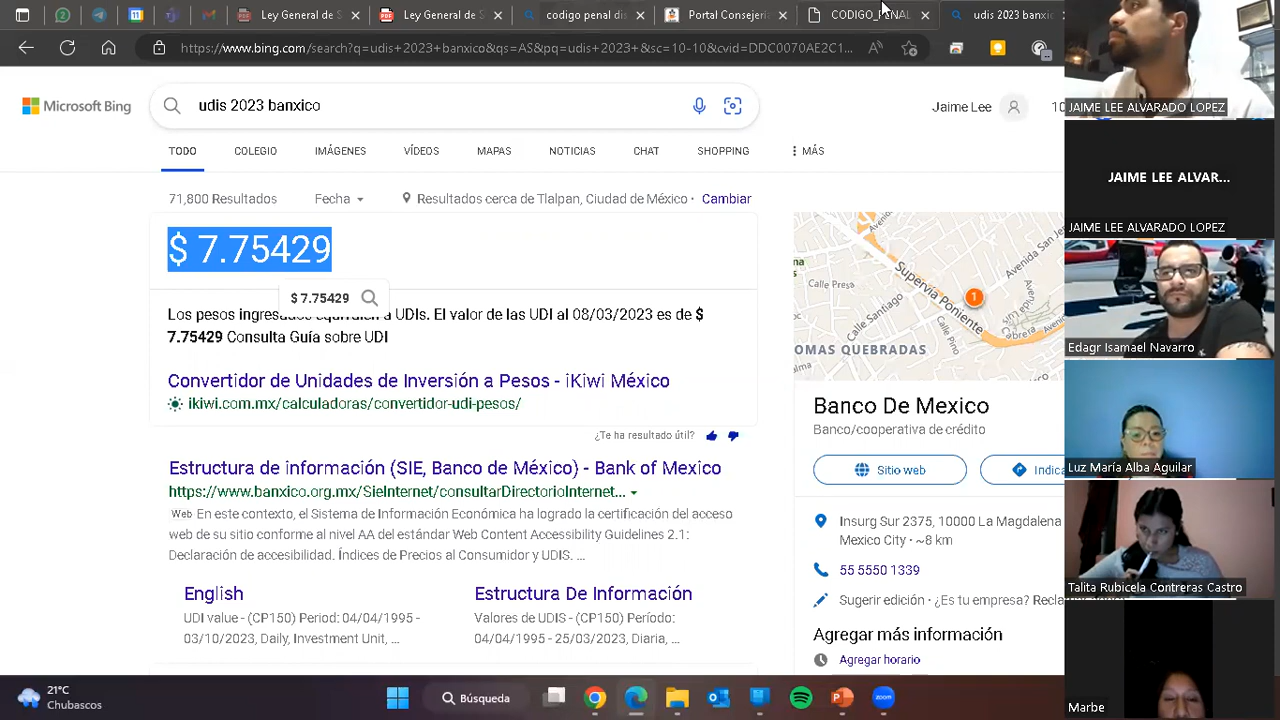 Ley General de S
Ley General de S
codigo penal dis
Portal Consejería
CODIGO_PENAL
udis 2023 banxic
https://www.bing.com/search?q=udis+2023+banxico&qs=AS&pq=udis+2023+&sc=10-10&cvid=DDC0070AE2C1...
Microsoft Bing
udis 2023 banxico
Jaime Lee
TODO
COLEGIO
IMÁGENES
VÍDEOS
MAPAS
NOTICIAS
CHAT
SHOPPING
MÁS
71,800 Resultados
Fecha
Resultados cerca de Tlalpan, Ciudad de México
Cambiar
$ 7.75429
$ 7.75429
UDIs. El valor de las UDI al 08/03/2023 es de $
7.75429 Consulta Guía sobre UDI
Convertidor de Unidades de Inversión a Pesos - iKiwi México
ikiwi.com.mx/calculadoras/convertidor-udi-pesos/
¿Te ha resultado útil?
Estructura de información (SIE, Banco de México) - Bank of Mexico
https://www.banxico.org.mx/SieInternet/consultarDirectorioInternet...
Web En este contexto, el Sistema de Información Económica ha logrado la certificación del acceso
web de su sitio conforme al nivel AA del estándar Web Content Accessibility Guidelines 2.1:
Declaración de accesibilidad. Índices de Precios al Consumidor y UDIS. ...
English
UDI value - (CP150) Period: 04/04/1995 -
03/10/2023, Daily, Investment Unit, ...
Estructura De Información
Valores de UDIS - (CP150) Período:
04/04/1995 - 25/03/2023, Diaria, ...
Calle Presa
Supervía Poniente
Calle Santiago
Calle Piño
Avenida San Je
Cabrera
OMAS QUEBRADAS
1
Banco De Mexico
Banco/cooperativa de crédito
Sitio web
Indica
Insurg Sur 2375, 10000 La Magdalena
Mexico City · ~8 km
55 5550 1339
Sugerir edición · ¿Es tu empresa?
Agregar más información
Agregar horario
JAIME LEE ALVARADO LOPEZ
JAIME LEE ALVAR...
JAIME LEE ALVARADO LOPEZ
Edagr Isamael Navarro
Luz María Alba Aguilar
Talita Rubicela Contreras Castro
Marbe
21°C
Chubascos
Búsqueda
zoom